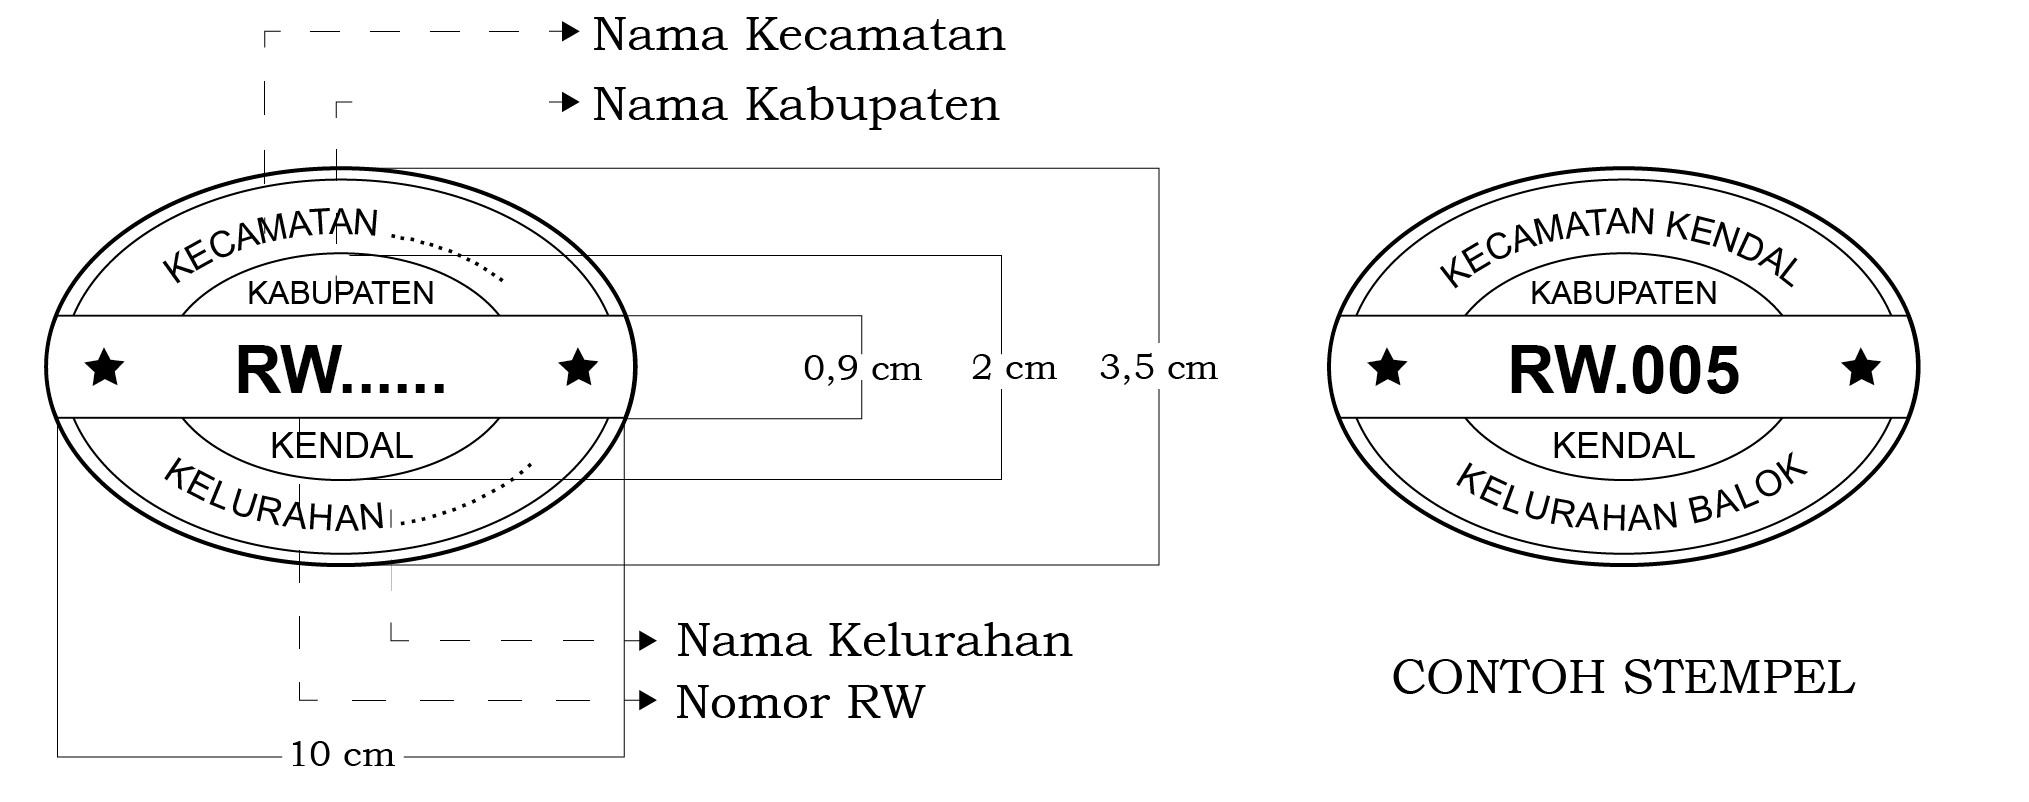 Nama Kecamatan
Nama Kabupaten
KECAMATAN ..........
KABUPATEN
RW......
KENDAL
KELURAHAN ..............
0,9 cm
2 cm
3,5 cm
Nama Kelurahan
Nomor RW
10 cm
KECAMATAN KENDAL
KABUPATEN
RW.005
KENDAL
KELURAHAN BALOK
CONTOH STEMPEL